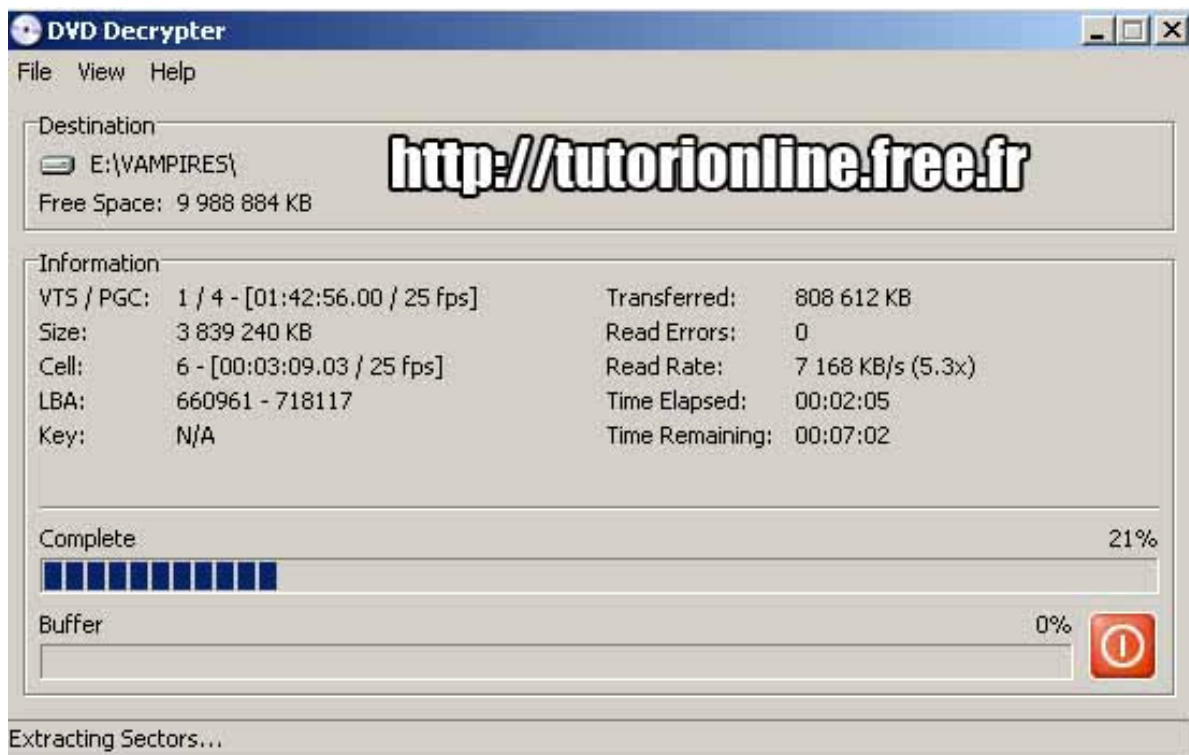 DVD Decrypter
File View Help
Destination
E:\VAMPIRES\
http://tutorionline.free.fr
Free Space: 9 988 884 KB
Information
VTS / PGC: 1 / 4 - [01:42:56.00 / 25 fps] Transferred: 808 612 KB
Size: 3 839 240 KB Read Errors: 0
Cell: 6 - [00:03:09.03 / 25 fps] Read Rate: 7 168 KB/s (5.3x)
LBA: 660961 - 718117 Time Elapsed: 00:02:05
Key: N/A Time Remaining: 00:07:02
Complete 21%
Buffer 0%
Extracting Sectors...